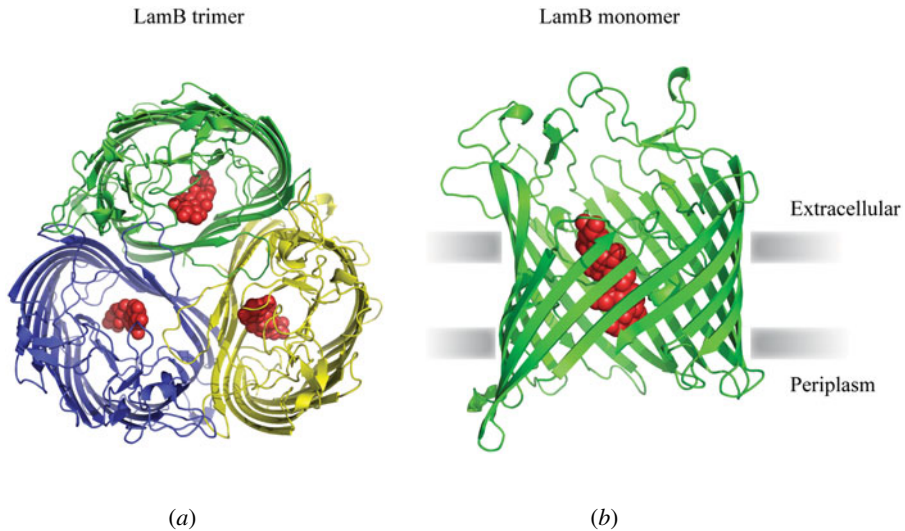 LamB trimer
LamB monomer
Extracellular
Periplasm
(a)
(b)